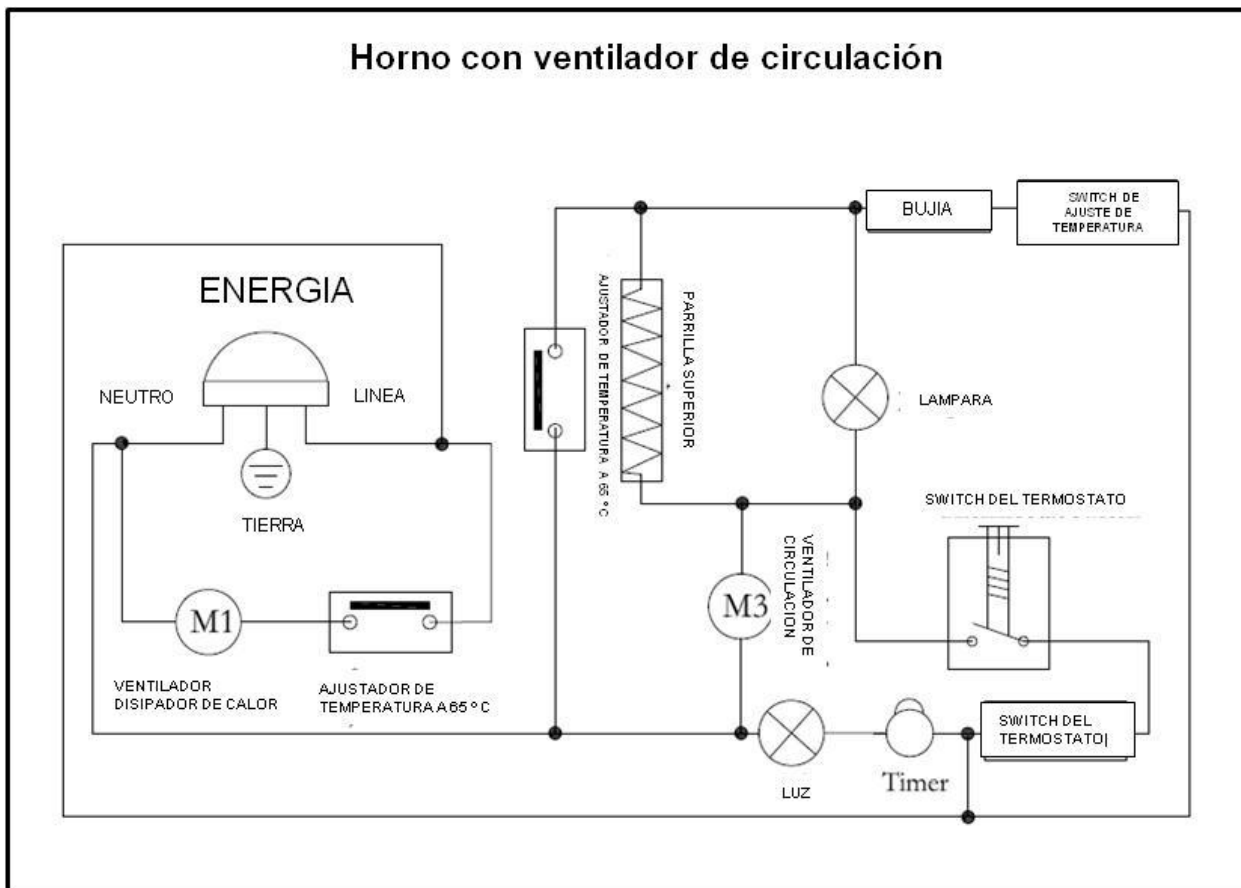 Horno con ventilador de circulación
BUJIA
SWITCH DE
AJUSTE DE
TEMPERATURA
ENERGIA
NEUTRO
LINEA
TIERRA
AJUSTADOR DE TEMPERATURA A 65 °C
PARRILLA SUPERIOR
LAMPARA
SWITCH DEL TERMOSTATO
VENTILADOR DE
CIRCULACION
M1
M3
VENTILADOR
DISIPADOR DE CALOR
AJUSTADOR DE
TEMPERATURA A 65 °C
SWITCH DEL
TERMOSTATO|
LUZ
Timer